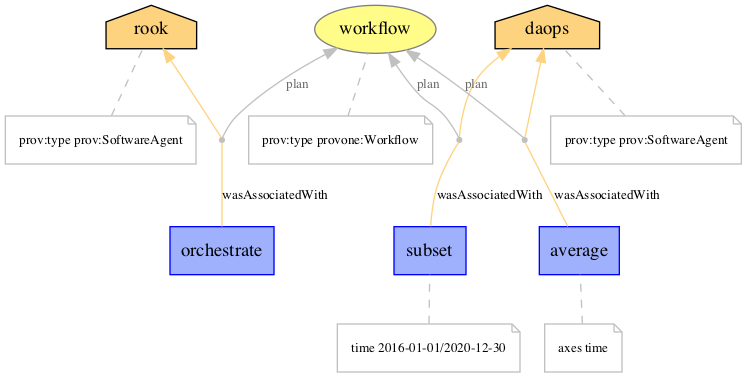 rook
workflow
daops
plan
plan
plan
prov:type prov:SoftwareAgent
prov:type provone:Workflow
prov:type prov:SoftwareAgent
wasAssociatedWith
wasAssociatedWith
wasAssociatedWith
orchestrate
subset
average
time 2016-01-01/2020-12-30
axes time